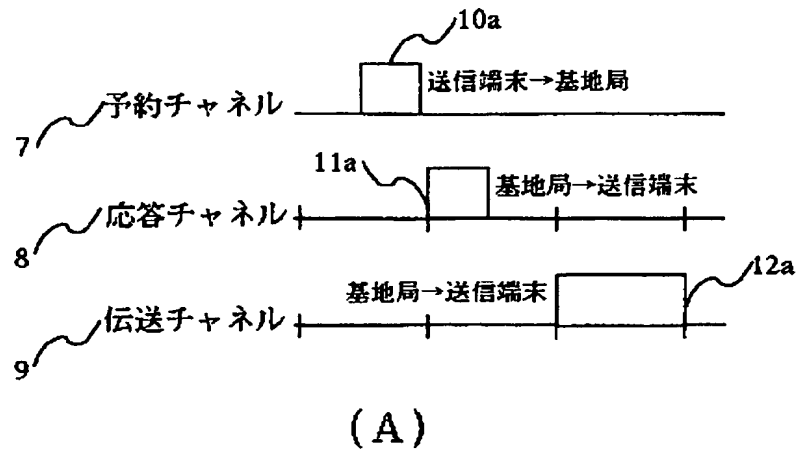 10a
送信端末→基地局
予約チャネル
7
11a
基地局→送信端末
応答チャネル
8
12a
基地局→送信端末
伝送チャネル
9
(A)